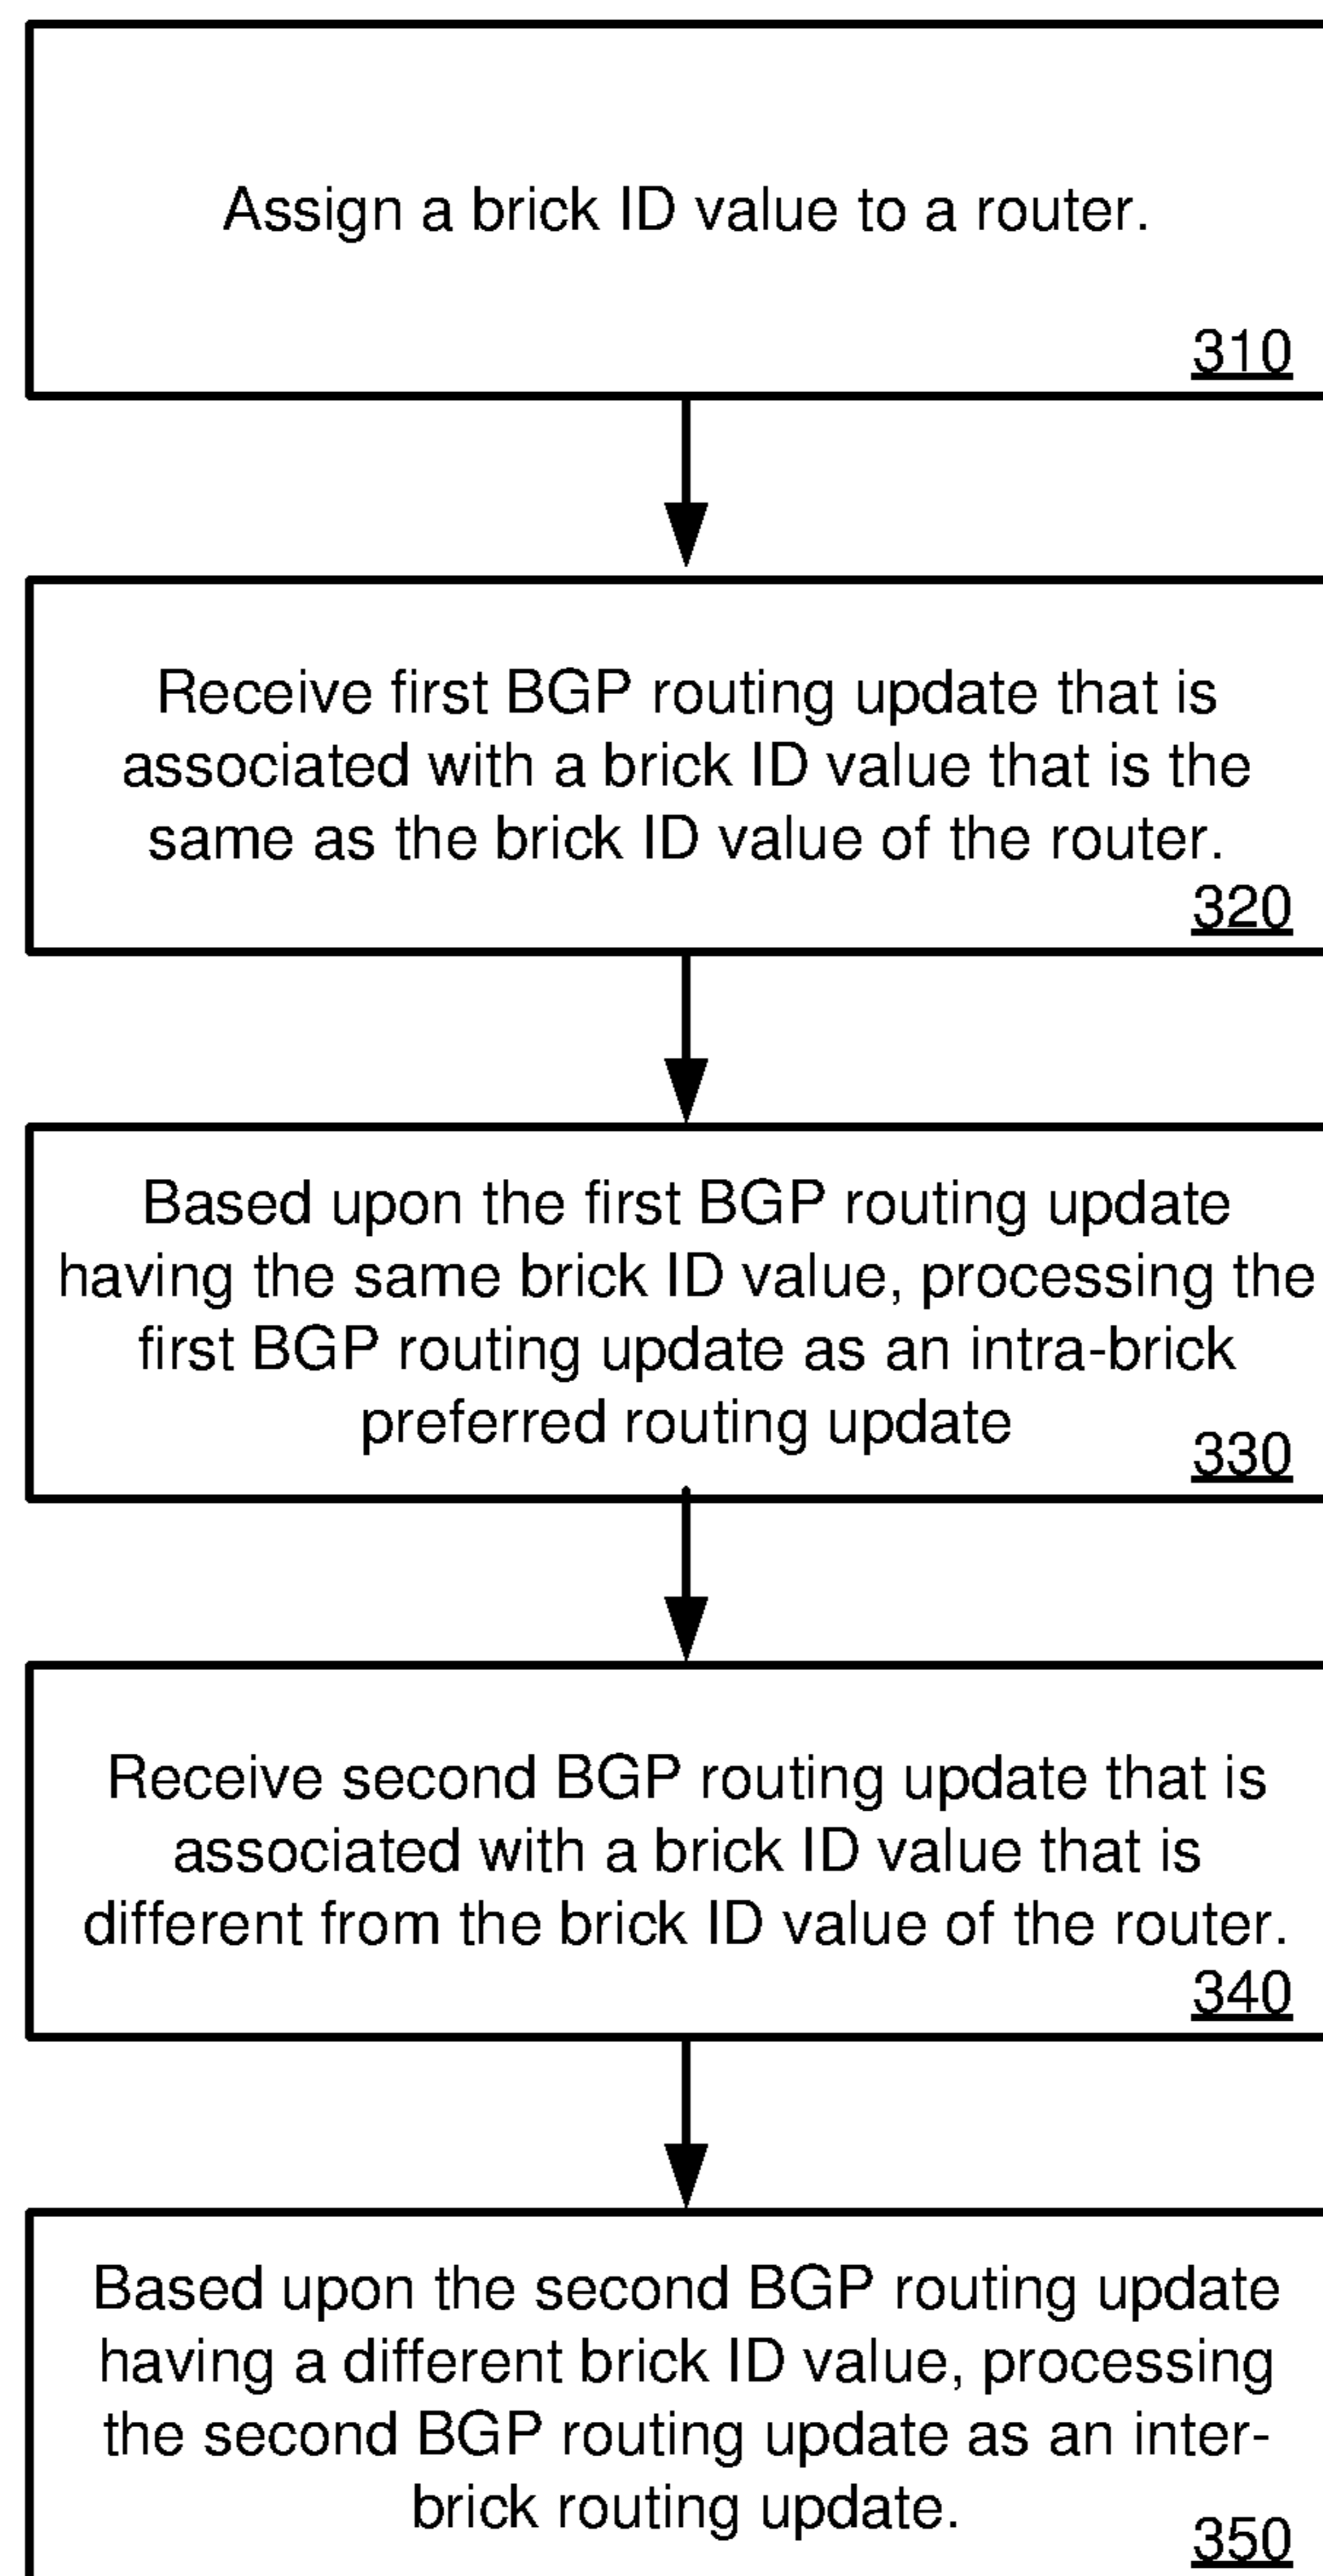 Assign a brick ID value to a router.
310
Receive first BGP routing update that is
associated with a brick ID value that is the
same as the brick ID value of the router.
320
Based upon the first BGP routing update
having the same brick ID value, processing the
first BGP routing update as an intra-brick
preferred routing update
330
Receive second BGP routing update that is
associated with a brick ID value that is
different from the brick ID value of the router.
340
Based upon the second BGP routing update
having a different brick ID value, processing
the second BGP routing update as an inter-
brick routing update.
350